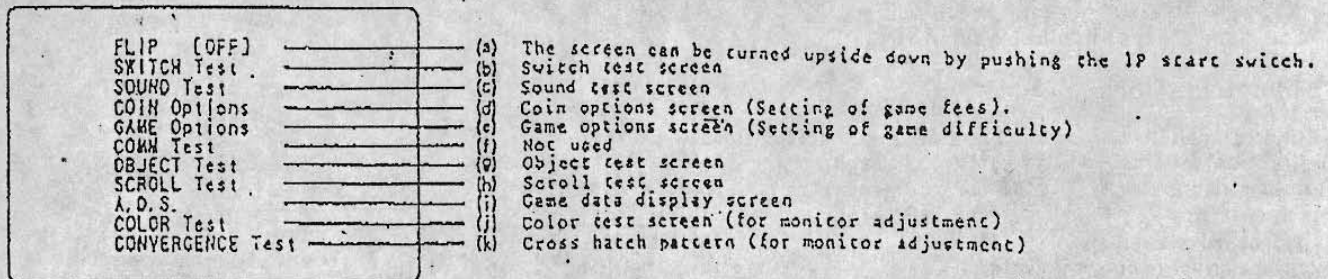 FLIP [OFF] (a) The screen can be turned upside down by pushing the 1P start switch.
SWITCH Test (b) Switch test screen
SOUND Test (c) Sound test screen
COIN Options (d) Coin options screen (Setting of game fees).
GAME Options (e) Game options screen (Setting of game difficulty)
COMM Test (f) Not used
OBJECT Test (g) Object test screen
SCROLL Test (h) Scroll test screen
A.D.S. (i) Game data display screen
COLOR Test (j) Color test screen (for monitor adjustment)
CONVERGENCE Test (k) Cross hatch pattern (for monitor adjustment)